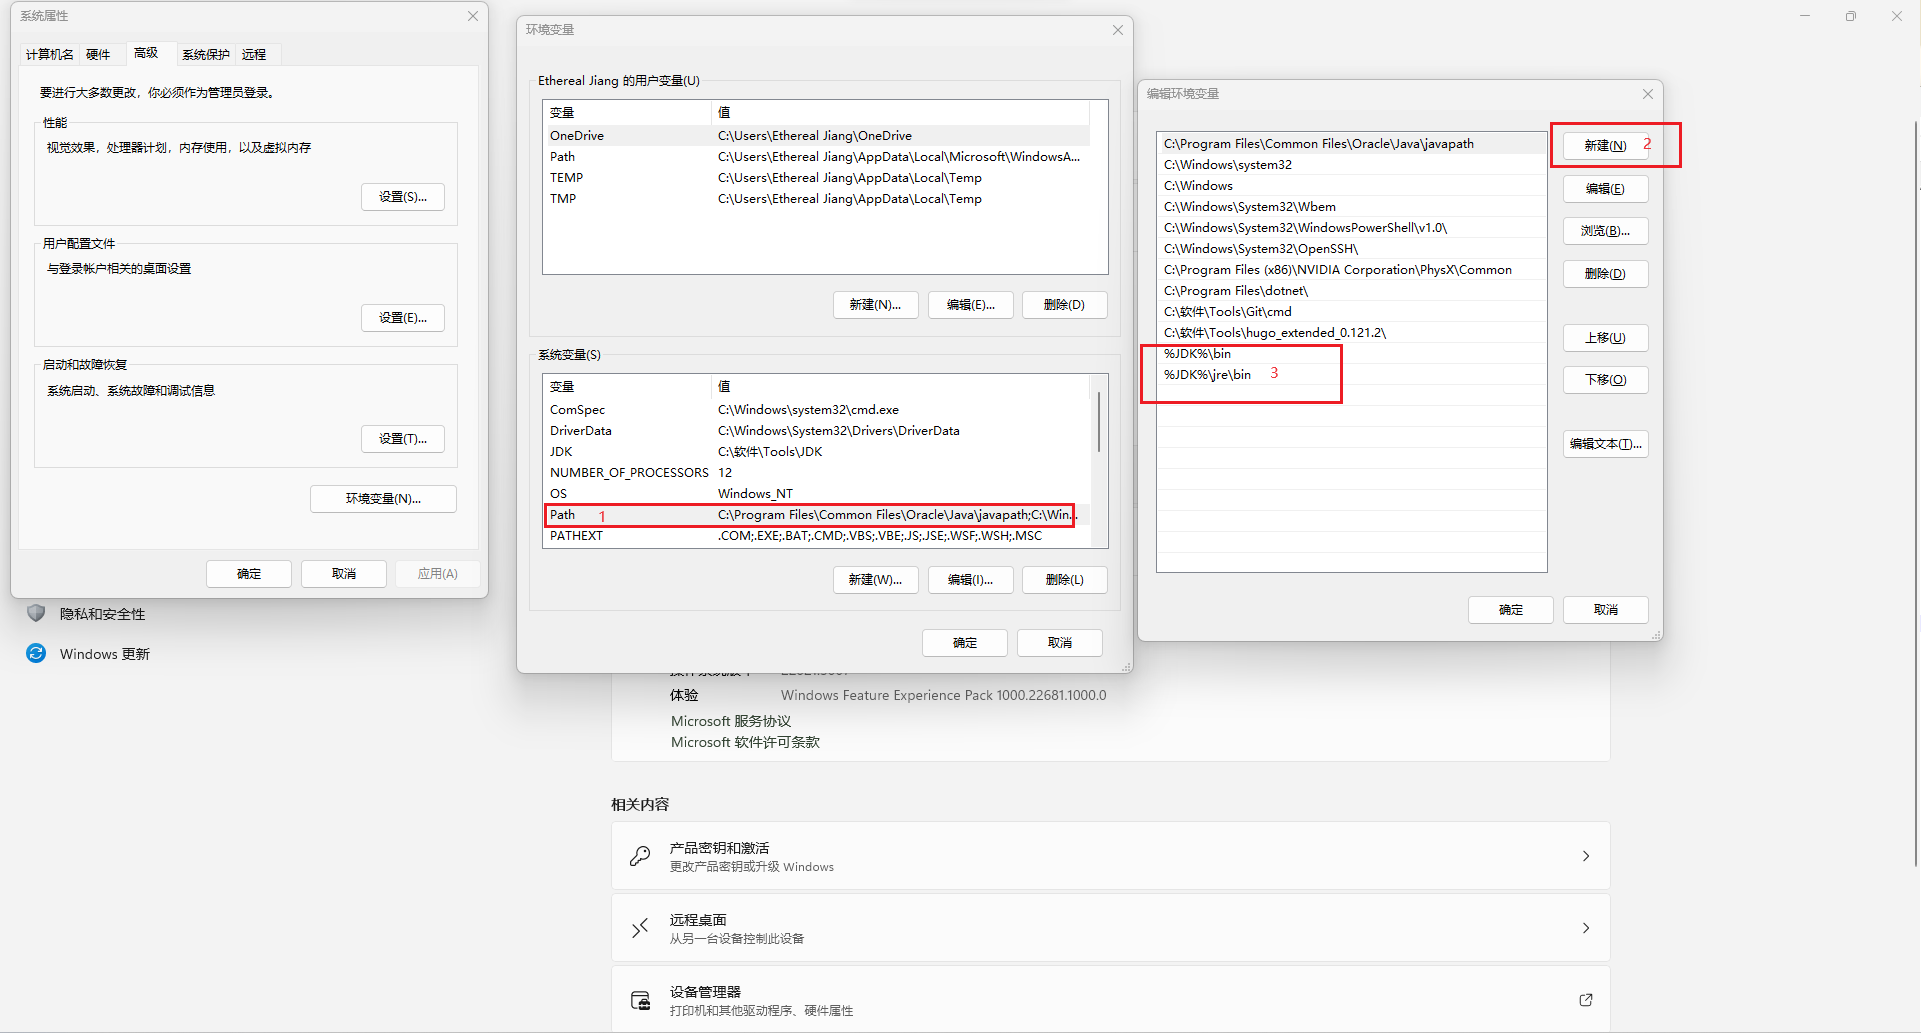 系统属性
计算机名 硬件 高级 系统保护 远程
要进行大多数更改，你必须作为管理员登录。
性能
视觉效果，处理器计划，内存使用，以及虚拟内存
设置(S)...
用户配置文件
与登录帐户相关的桌面设置
设置(E)...
启动和故障恢复
系统启动、系统故障和调试信息
设置(T)...
环境变量(N)...
确定 取消 应用(A)
隐私和安全性
Windows 更新
环境变量
Ethereal Jiang 的用户变量(U)
变量 值
OneDrive C:\Users\Ethereal Jiang\OneDrive
Path C:\Users\Ethereal Jiang\AppData\Local\Microsoft\WindowsA...
TEMP C:\Users\Ethereal Jiang\AppData\Local\Temp
TMP C:\Users\Ethereal Jiang\AppData\Local\Temp
新建(N)... 编辑(E)... 删除(D)
系统变量(S)
变量 值
ComSpec C:\Windows\system32\cmd.exe
DriverData C:\Windows\System32\Drivers\DriverData
JDK C:\软件\Tools\JDK
NUMBER_OF_PROCESSORS 12
OS Windows_NT
Path 1 C:\Program Files\Common Files\Oracle\Java\javapath;C:\Win...
PATHEXT .COM;.EXE;.BAT;.CMD;.VBS;.VBE;.JS;.JSE;.WSF;.WSH;.MSC
新建(W)... 编辑(I)... 删除(L)
确定 取消
编辑环境变量
C:\Program Files\Common Files\Oracle\Java\javapath
C:\Windows\system32
C:\Windows
C:\Windows\System32\Wbem
C:\Windows\System32\WindowsPowerShell\v1.0\
C:\Windows\System32\OpenSSH\
C:\Program Files (x86)\NVIDIA Corporation\PhysX\Common
C:\Program Files\dotnet\
C:\软件\Tools\Git\cmd
C:\软件\Tools\hugo_extended_0.121.2\
%JDK%\bin
%JDK%\jre\bin 3
新建(N) 2
编辑(E)
浏览(B)...
删除(D)
上移(U)
下移(O)
编辑文本(T)...
确定 取消
体验 Windows Feature Experience Pack 1000.22681.1000.0
Microsoft 服务协议
Microsoft 软件许可条款
相关内容
产品密钥和激活
更改产品密钥或升级 Windows
远程桌面
从另一台设备控制此设备
设备管理器
打印机和其他驱动程序、硬件属性